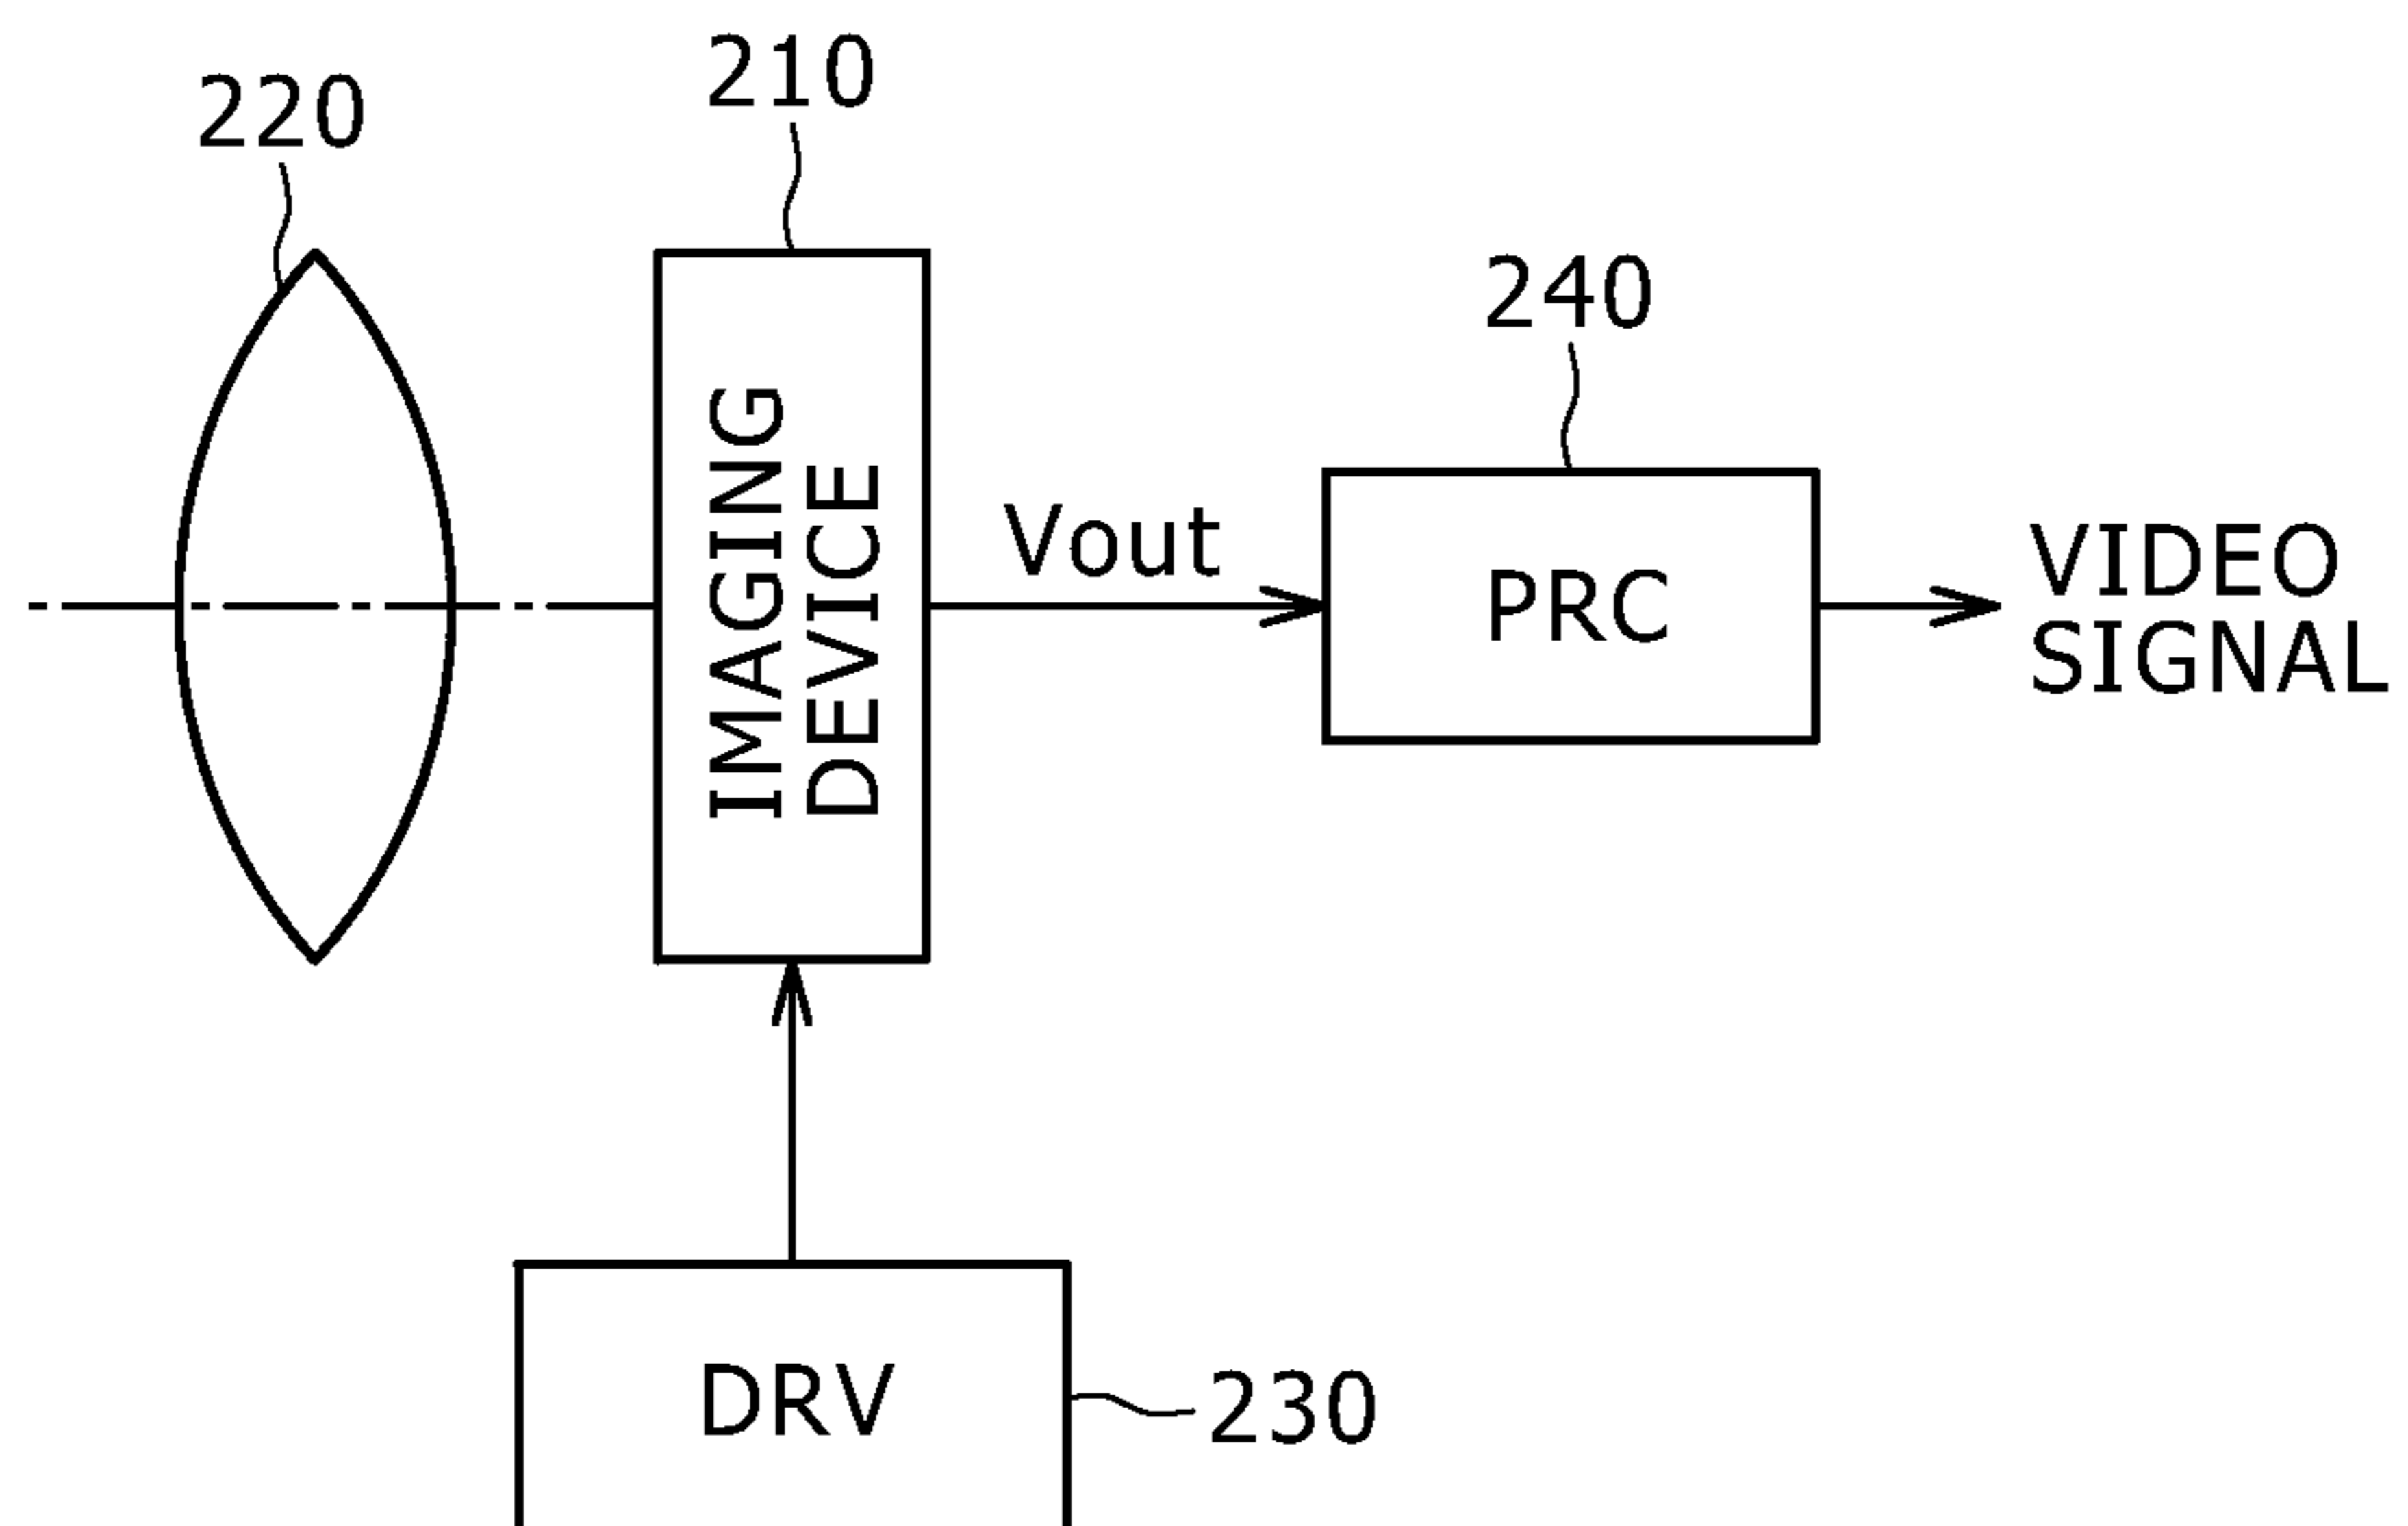 220
210
240
IMAGING
DEVICE
Vout
PRC
VIDEO
SIGNAL
DRV
230